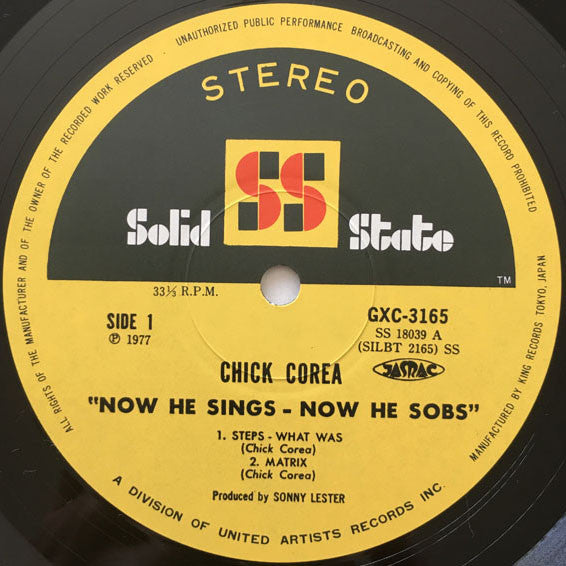 ALL RIGHTS OF THE MANUFACTURER AND OF THE OWNER OF THE RECORDED WORK RESERVED · UNAUTHORIZED PUBLIC PERFORMANCE BROADCASTING AND COPYING OF THIS RECORD PROHIBITED
STEREO
SS
Solid State
TM
33⅓ R.P.M.
SIDE 1
℗ 1977
GXC-3165
SS 18039 A
(SILBT 2165) SS
JASRAC
CHICK COREA
"NOW HE SINGS - NOW HE SOBS"
1. STEPS - WHAT WAS
(Chick Corea)
2. MATRIX
(Chick Corea)
Produced by SONNY LESTER
A DIVISION OF UNITED ARTISTS RECORDS INC.
MANUFACTURED BY KING RECORDS TOKYO, JAPAN